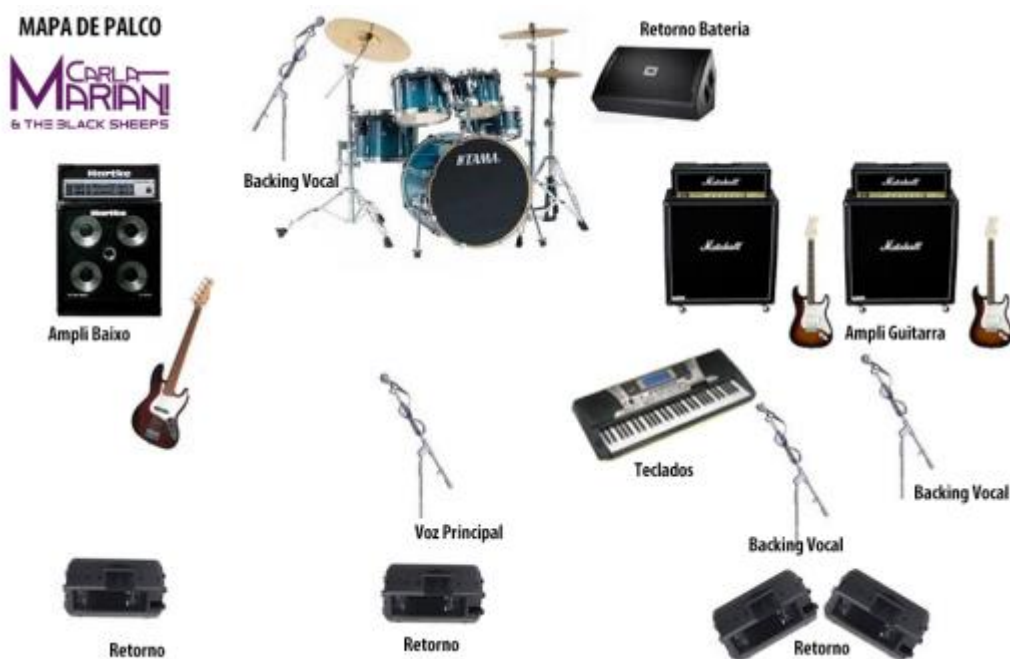 MAPA DE PALCO
CARLA
MARIANI
& THE BLACK SHEEPS
Retorno Bateria
Backing Vocal
TAMA
Hartke
Hartke
Ampli Baixo
Marshall
Marshall
Marshall
Marshall
Ampli Guitarra
Teclados
Backing Vocal
Voz Principal
Backing Vocal
Retorno
Retorno
Retorno